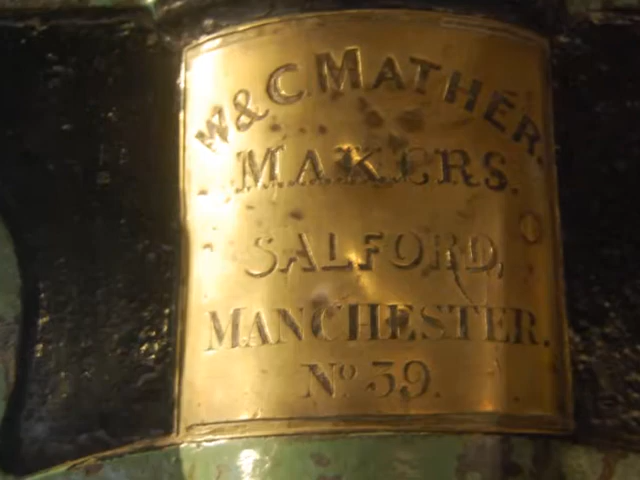 W & C. MATHER.
MAKERS.
SALFORD,
MANCHESTER.
No 39.